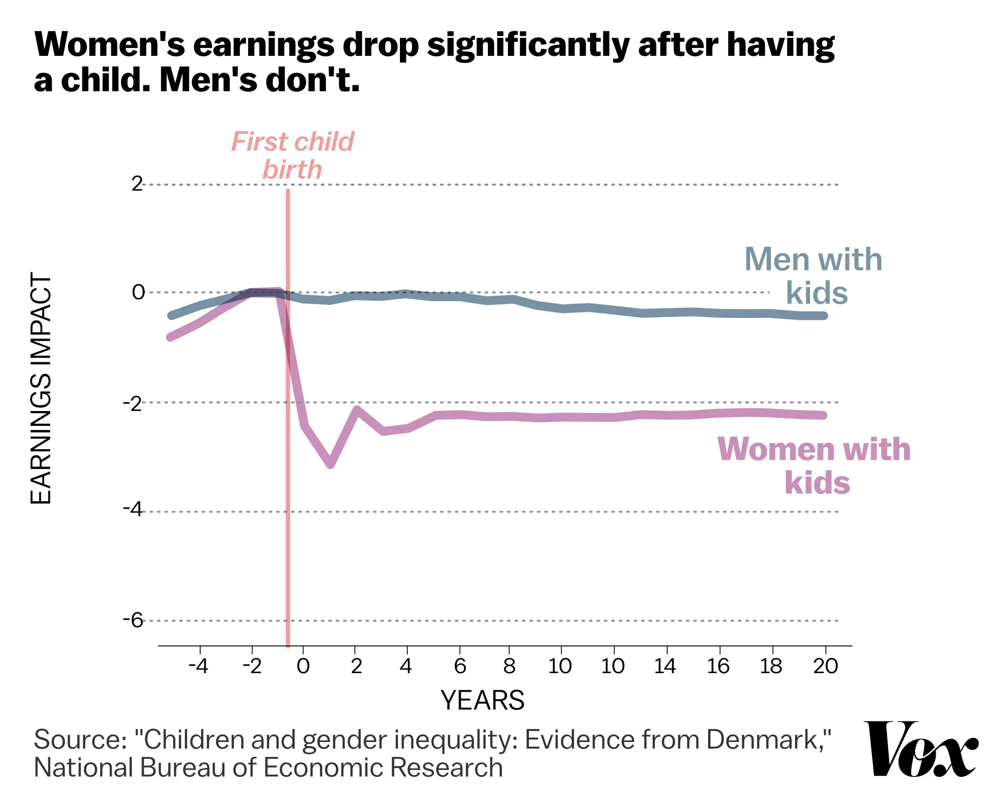 Women's earnings drop significantly after having
a child. Men's don't.
First child
birth
2
0
-2
-4
-6
EARNINGS IMPACT
Men with
kids
Women with
kids
-4 -2 0 2 4 6 8 10 10 14 16 18 20
YEARS
Source: "Children and gender inequality: Evidence from Denmark,"
National Bureau of Economic Research
Vox